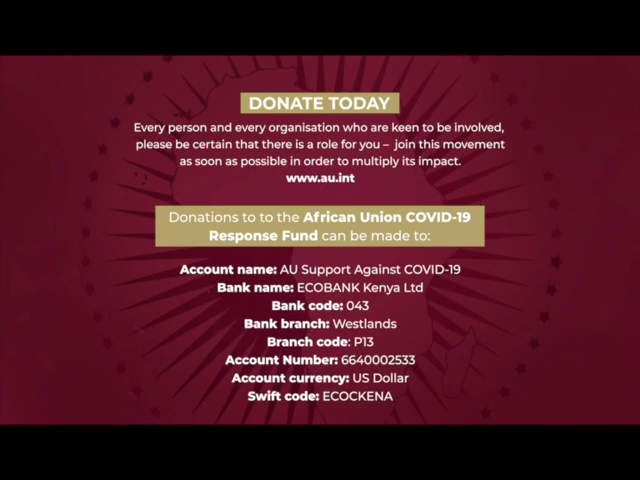 DONATE TODAY
Every person and every organisation who are keen to be involved,
please be certain that there is a role for you – join this movement
as soon as possible in order to multiply its impact.
www.au.int
Donations to to the African Union COVID-19
Response Fund can be made to:
Account name: AU Support Against COVID-19
Bank name: ECOBANK Kenya Ltd
Bank code: 043
Bank branch: Westlands
Branch code: P13
Account Number: 6640002533
Account currency: US Dollar
Swift code: ECOCKENA